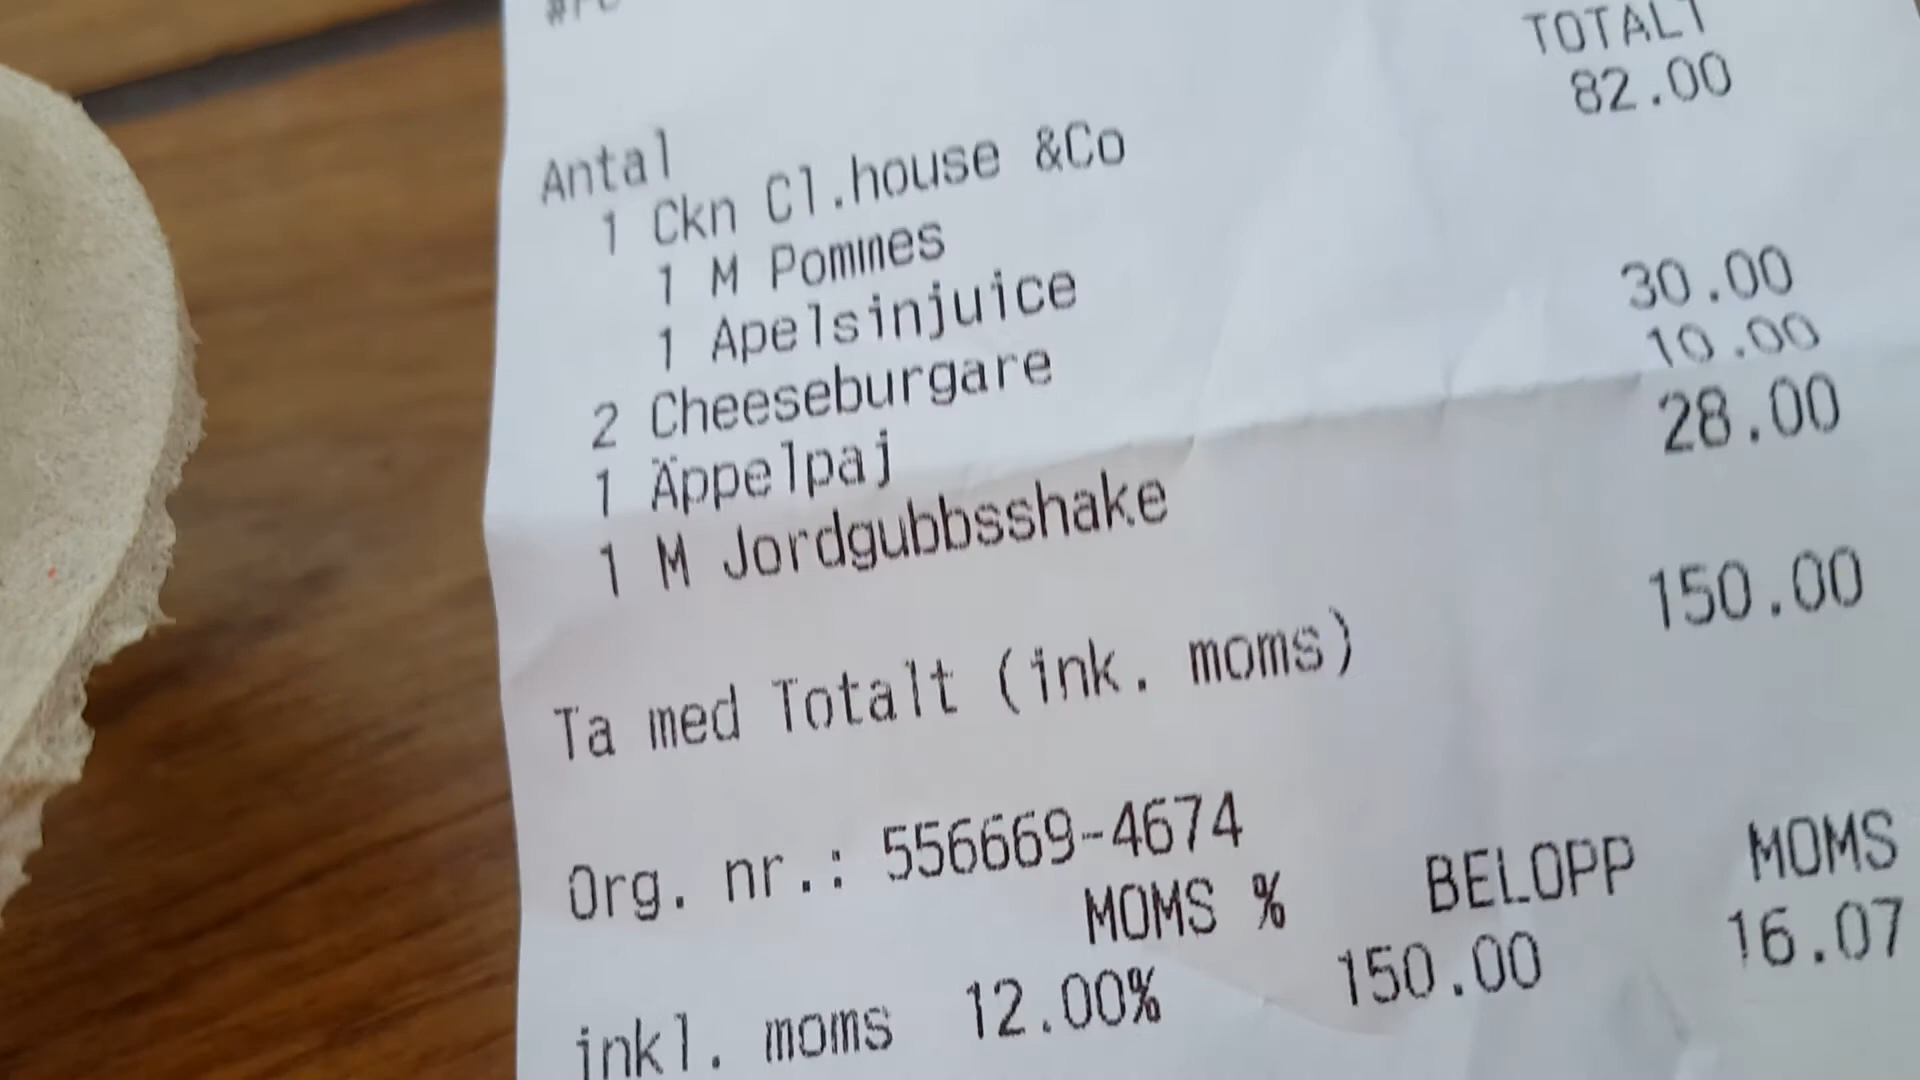 TOTALT
Antal
1 Ckn Cl.house &Co 82.00
1 M Pommes
1 Apelsinjuice
2 Cheeseburgare 30.00
1 Äppelpaj 10.00
1 M Jordgubbsshake 28.00
Ta med Totalt (ink. moms) 150.00
Org. nr.: 556669-4674
MOMS % BELOPP MOMS
inkl. moms 12.00% 150.00 16.07